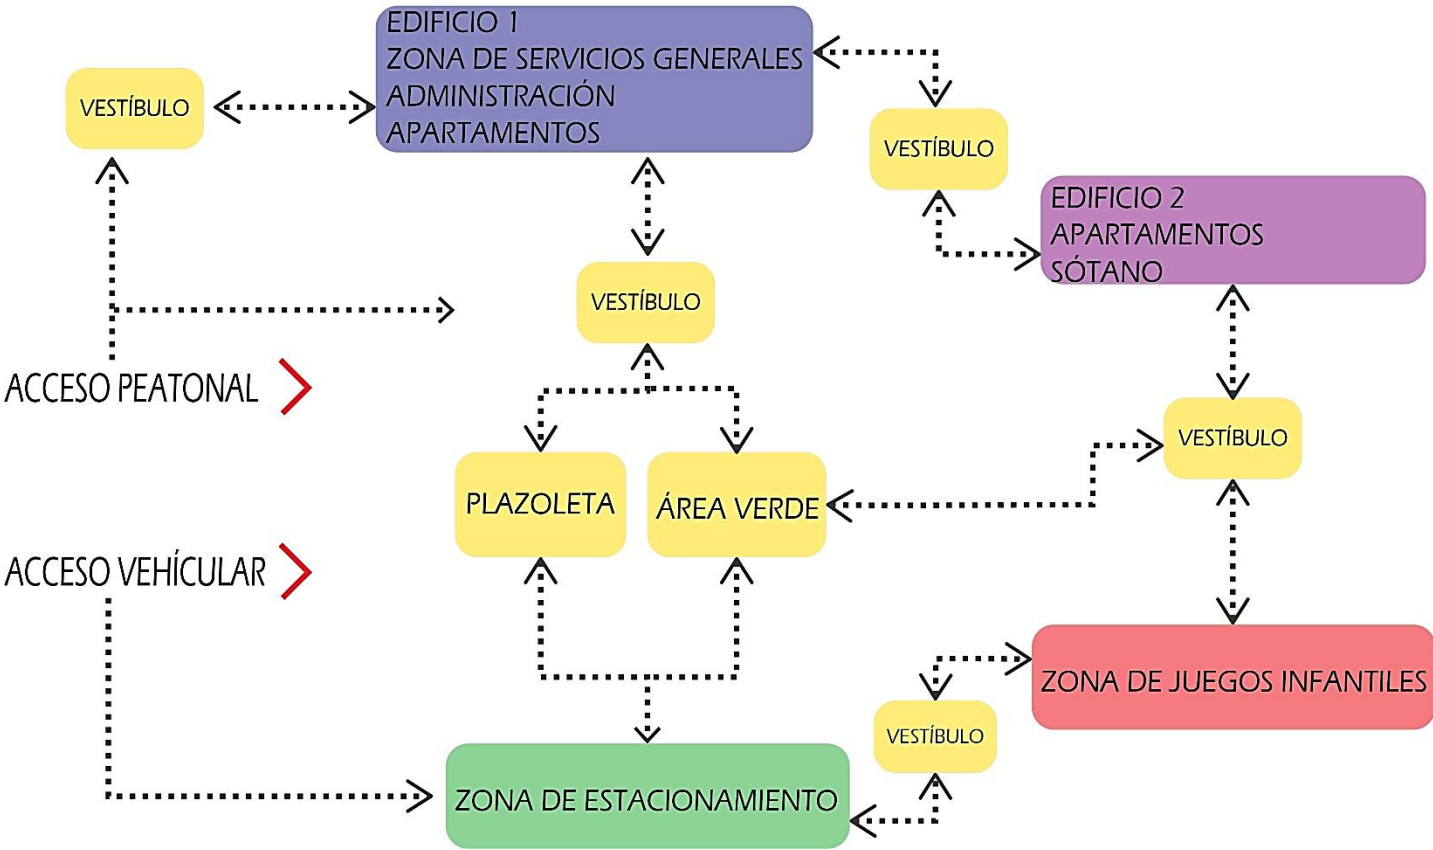 EDIFICIO 1
ZONA DE SERVICIOS GENERALES
ADMINISTRACIÓN
APARTAMENTOS
VESTÍBULO
VESTÍBULO
EDIFICIO 2
APARTAMENTOS
SÓTANO
VESTÍBULO
ACCESO PEATONAL
VESTÍBULO
PLAZOLETA
ÁREA VERDE
ACCESO VEHÍCULAR
ZONA DE JUEGOS INFANTILES
VESTÍBULO
ZONA DE ESTACIONAMIENTO